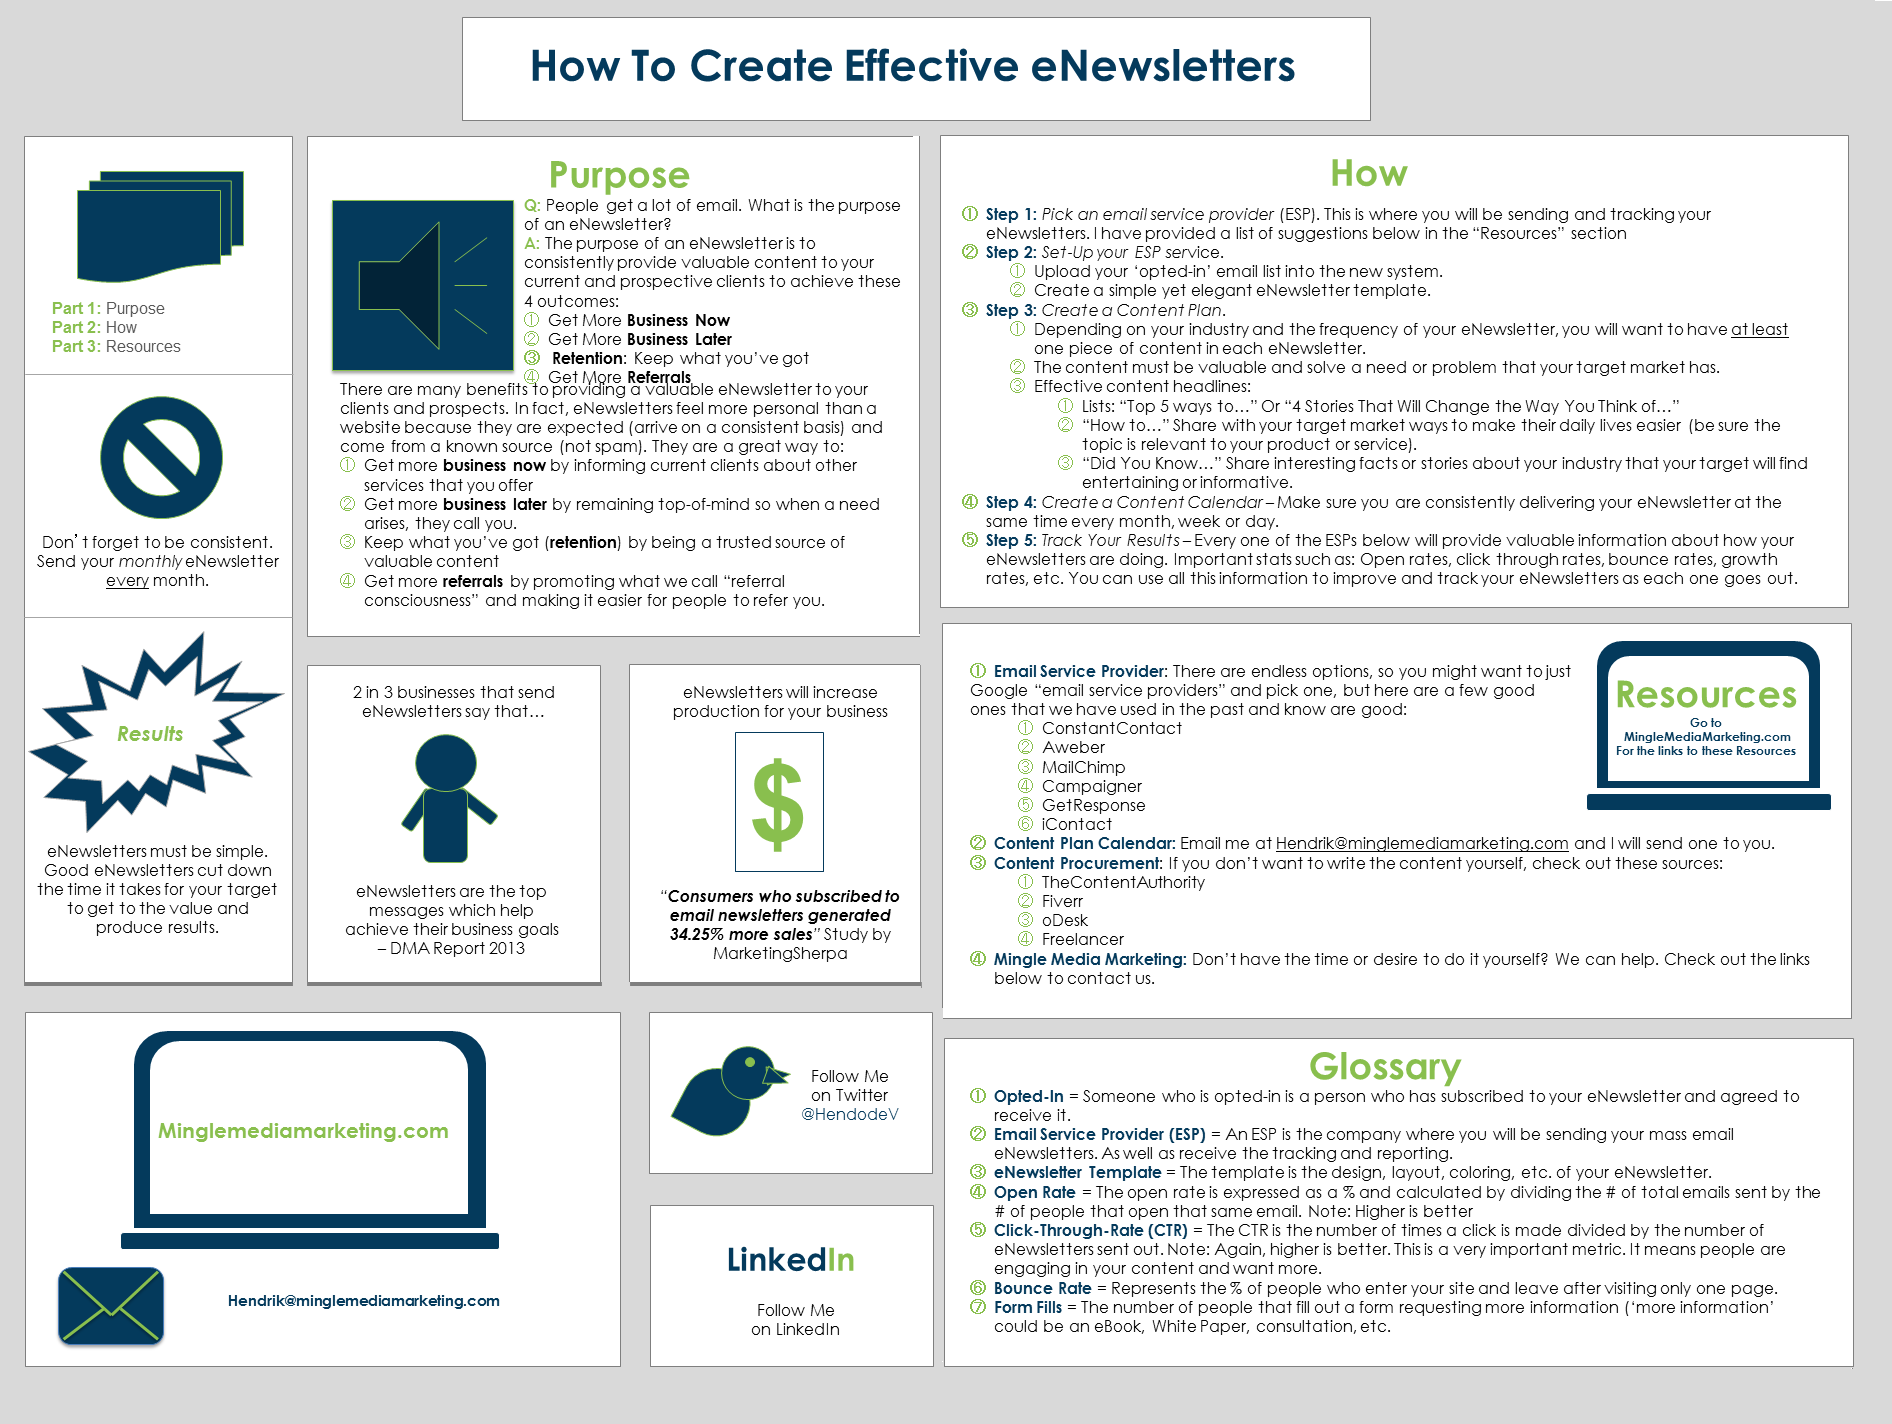 How To Create Effective eNewsletters
Part 1: Purpose
Part 2: How
Part 3: Resources
Don't forget to be consistent.
Send your monthly eNewsletter
every month.
Results
eNewsletters must be simple.
Good eNewsletters cut down
the time it takes for your target
to get to the value and
produce results.
Purpose
Q: People get a lot of email. What is the purpose
of an eNewsletter?
A: The purpose of an eNewsletter is to
consistently provide valuable content to your
current and prospective clients to achieve these
4 outcomes:
① Get More Business Now
② Get More Business Later
③ Retention: Keep what you've got
④ Get More Referrals
There are many benefits to providing a valuable eNewsletter to your
clients and prospects. In fact, eNewsletters feel more personal than a
website because they are expected (arrive on a consistent basis) and
come from a known source (not spam). They are a great way to:
① Get more business now by informing current clients about other
services that you offer
② Get more business later by remaining top-of-mind so when a need
arises, they call you.
③ Keep what you've got (retention) by being a trusted source of
valuable content
④ Get more referrals by promoting what we call “referral
consciousness” and making it easier for people to refer you.
2 in 3 businesses that send
eNewsletters say that…
eNewsletters are the top
messages which help
achieve their business goals
– DMA Report 2013
eNewsletters will increase
production for your business
$
“Consumers who subscribed to
email newsletters generated
34.25% more sales” Study by
MarketingSherpa
How
① Step 1: Pick an email service provider (ESP). This is where you will be sending and tracking your
eNewsletters. I have provided a list of suggestions below in the “Resources” section
② Step 2: Set-Up your ESP service.
① Upload your ‘opted-in’ email list into the new system.
② Create a simple yet elegant eNewsletter template.
③ Step 3: Create a Content Plan.
① Depending on your industry and the frequency of your eNewsletter, you will want to have at least
one piece of content in each eNewsletter.
② The content must be valuable and solve a need or problem that your target market has.
③ Effective content headlines:
① Lists: “Top 5 ways to…” Or “4 Stories That Will Change the Way You Think of…”
② “How to…” Share with your target market ways to make their daily lives easier (be sure the
topic is relevant to your product or service).
③ “Did You Know…” Share interesting facts or stories about your industry that your target will find
entertaining or informative.
④ Step 4: Create a Content Calendar – Make sure you are consistently delivering your eNewsletter at the
same time every month, week or day.
⑤ Step 5: Track Your Results – Every one of the ESPs below will provide valuable information about how your
eNewsletters are doing. Important stats such as: Open rates, click through rates, bounce rates, growth
rates, etc. You can use all this information to improve and track your eNewsletters as each one goes out.
Resources
Go to
MingleMediaMarketing.com
For the links to these Resources
① Email Service Provider: There are endless options, so you might want to just
Google “email service providers” and pick one, but here are a few good
ones that we have used in the past and know are good:
① ConstantContact
② Aweber
③ MailChimp
④ Campaigner
⑤ GetResponse
⑥ iContact
② Content Plan Calendar: Email me at Hendrik@minglemediamarketing.com and I will send one to you.
③ Content Procurement: If you don't want to write the content yourself, check out these sources:
① TheContentAuthority
② Fiverr
③ oDesk
④ Freelancer
④ Mingle Media Marketing: Don't have the time or desire to do it yourself? We can help. Check out the links
below to contact us.
Minglemediamarketing.com
Hendrik@minglemediamarketing.com
Follow Me
on Twitter
@HendodeV
LinkedIn
Follow Me
on LinkedIn
Glossary
① Opted-In = Someone who is opted-in is a person who has subscribed to your eNewsletter and agreed to
receive it.
② Email Service Provider (ESP) = An ESP is the company where you will be sending your mass email
eNewsletters. As well as receive the tracking and reporting.
③ eNewsletter Template = The template is the design, layout, coloring, etc. of your eNewsletter.
④ Open Rate = The open rate is expressed as a % and calculated by dividing the # of total emails sent by the
# of people that open that same email. Note: Higher is better
⑤ Click-Through-Rate (CTR) = The CTR is the number of times a click is made divided by the number of
eNewsletters sent out. Note: Again, higher is better. This is a very important metric. It means people are
engaging in your content and want more.
⑥ Bounce Rate = Represents the % of people who enter your site and leave after visiting only one page.
⑦ Form Fills = The number of people that fill out a form requesting more information (‘more information’
could be an eBook, White Paper, consultation, etc.